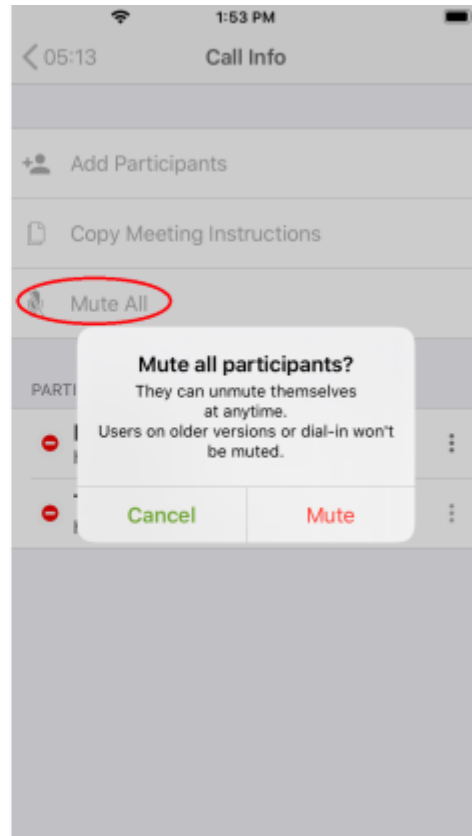 1:53 PM
05:13 Call Info
Add Participants
Copy Meeting Instructions
Mute All
Mute all participants?
They can unmute themselves
at anytime.
Users on older versions or dial-in won't
be muted.
PARTI
Cancel Mute